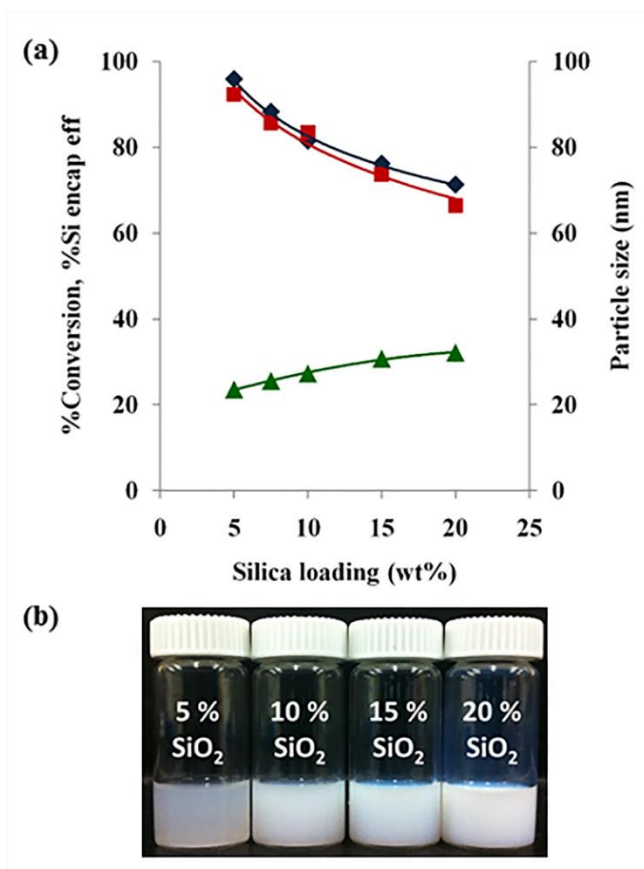 (a)
100 100
80 80
60 60
40 40
20 20
0 0
0 5 10 15 20 25
%Conversion, %Si encap eff
Particle size (nm)
Silica loading (wt%)
(b)
5 % 10 % 15 % 20 %
SiO₂ SiO₂ SiO₂ SiO₂